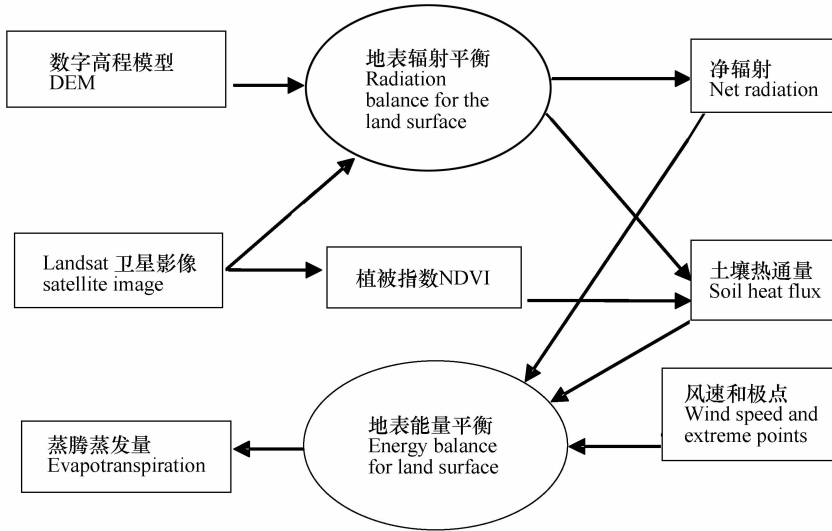 数字高程模型
DEM
地表辐射平衡
Radiation
balance for the
land surface
净辐射
Net radiation
Landsat 卫星影像
satellite image
植被指数NDVI
土壤热通量
Soil heat flux
蒸腾蒸发量
Evapotranspiration
地表能量平衡
Energy balance
for land surface
风速和极点
Wind speed and
extreme points